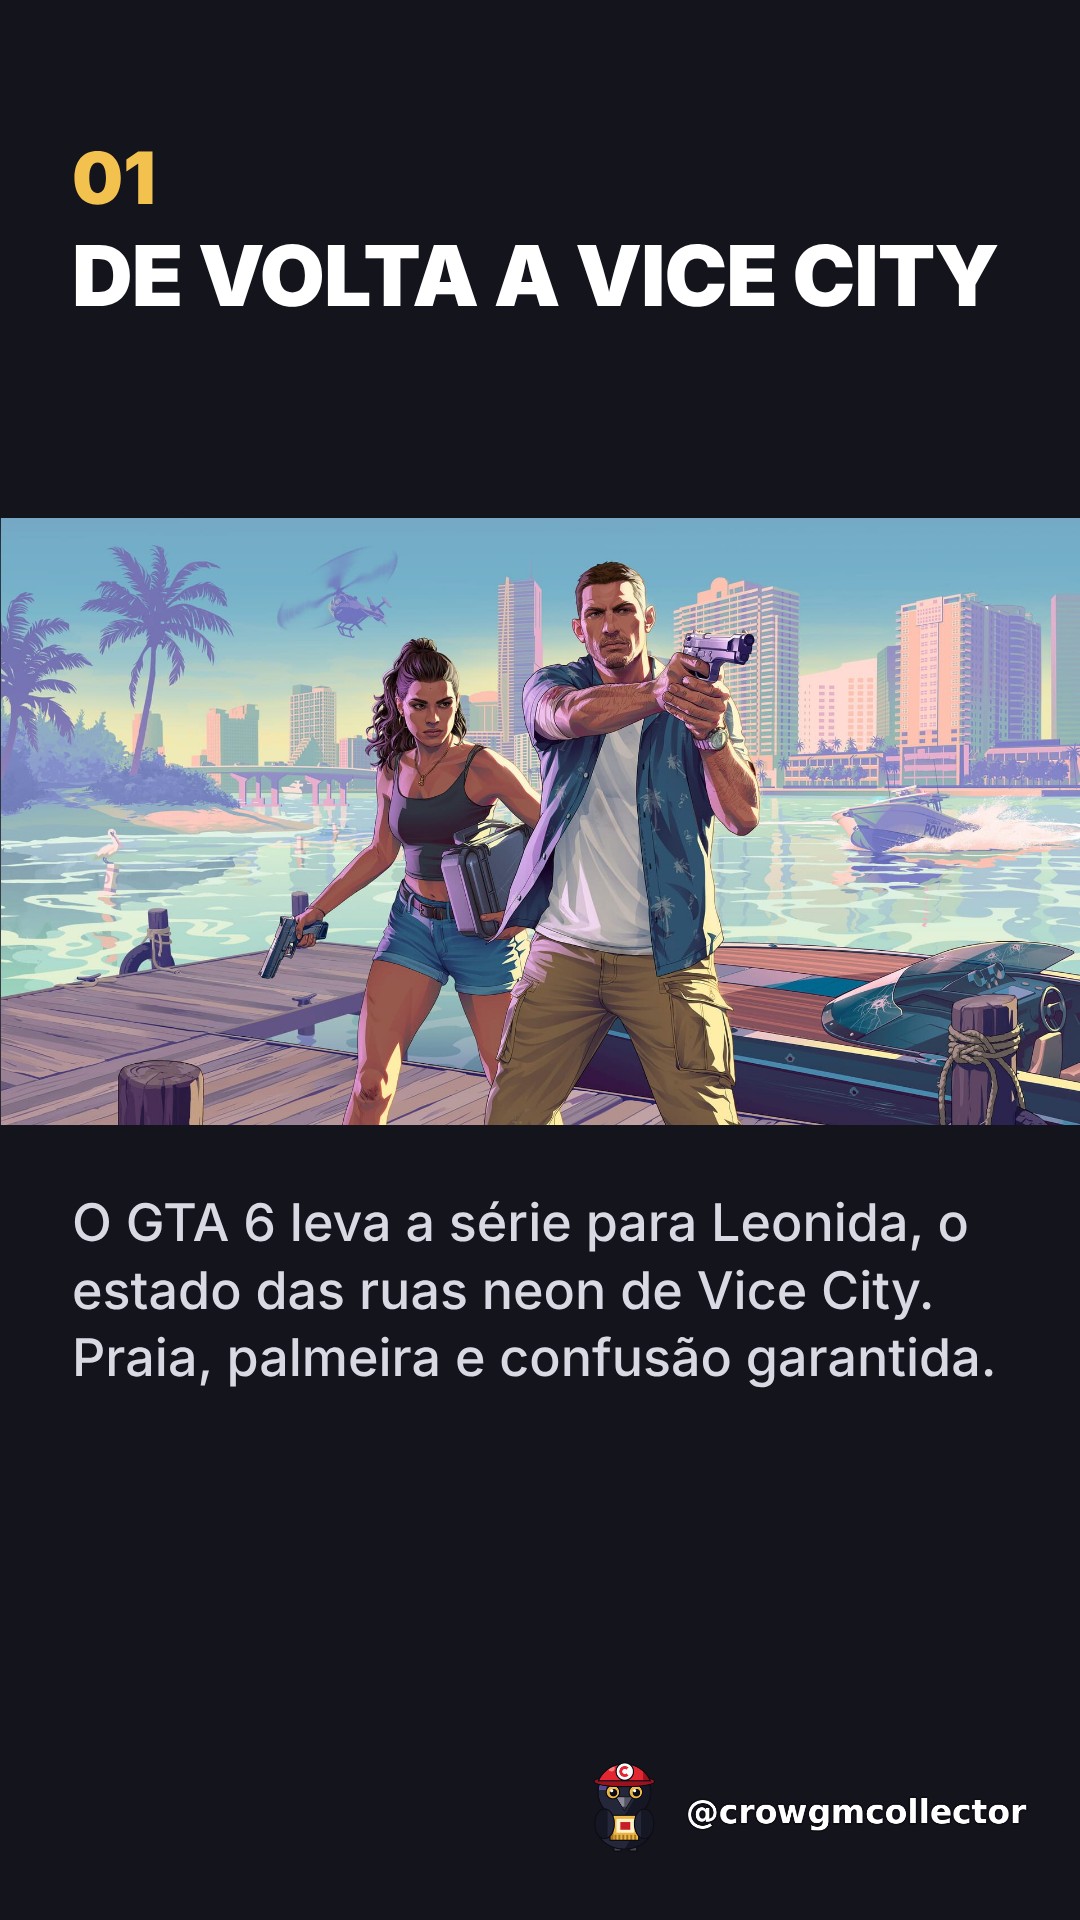 01
DE VOLTA A VICE CITY
POLICE
O GTA 6 leva a série para Leonida, o
estado das ruas neon de Vice City.
Praia, palmeira e confusão garantida.
C
@crowgmcollector